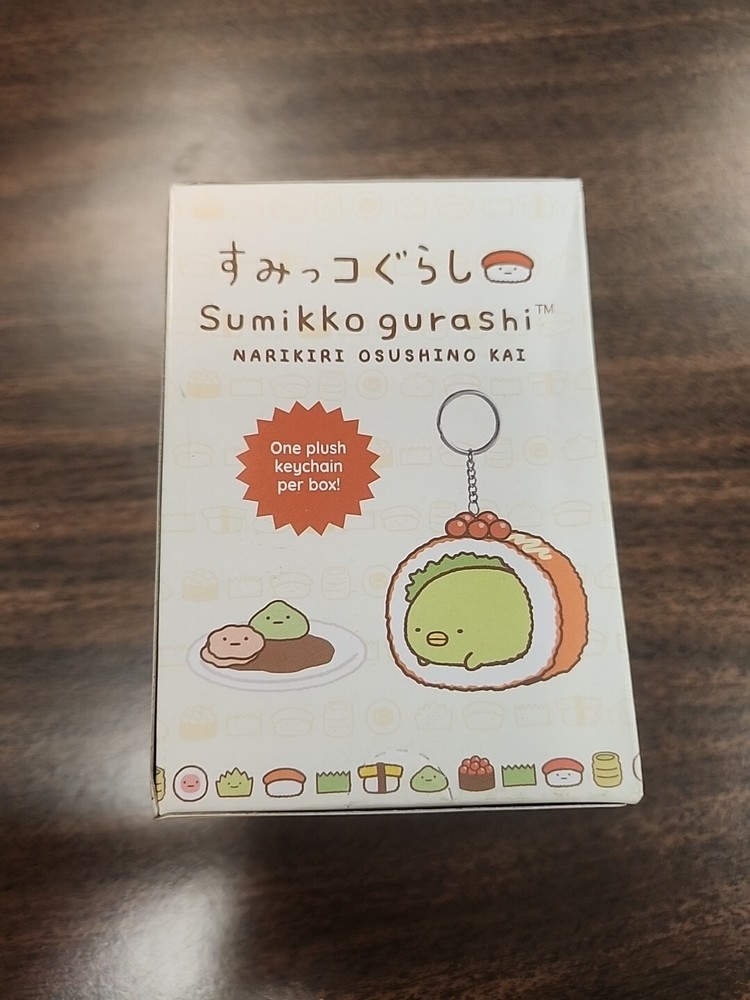 すみっコぐらし
Sumikko gurashi™
NARIKIRI OSUSHINO KAI
One plush
keychain
per box!